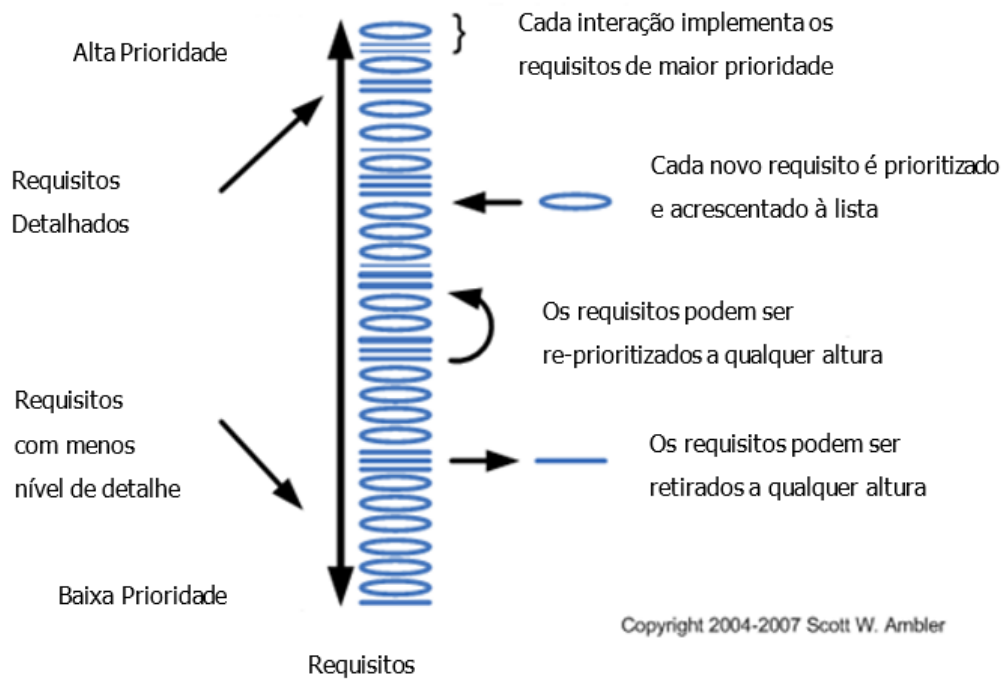 Alta Prioridade
Cada interação implementa os
requisitos de maior prioridade
Requisitos
Detalhados
Cada novo requisito é prioritizado
e acrescentado à lista
Os requisitos podem ser
re-prioritizados a qualquer altura
Requisitos
com menos
nível de detalhe
Os requisitos podem ser
retirados a qualquer altura
Baixa Prioridade
Copyright 2004-2007 Scott W. Ambler
Requisitos